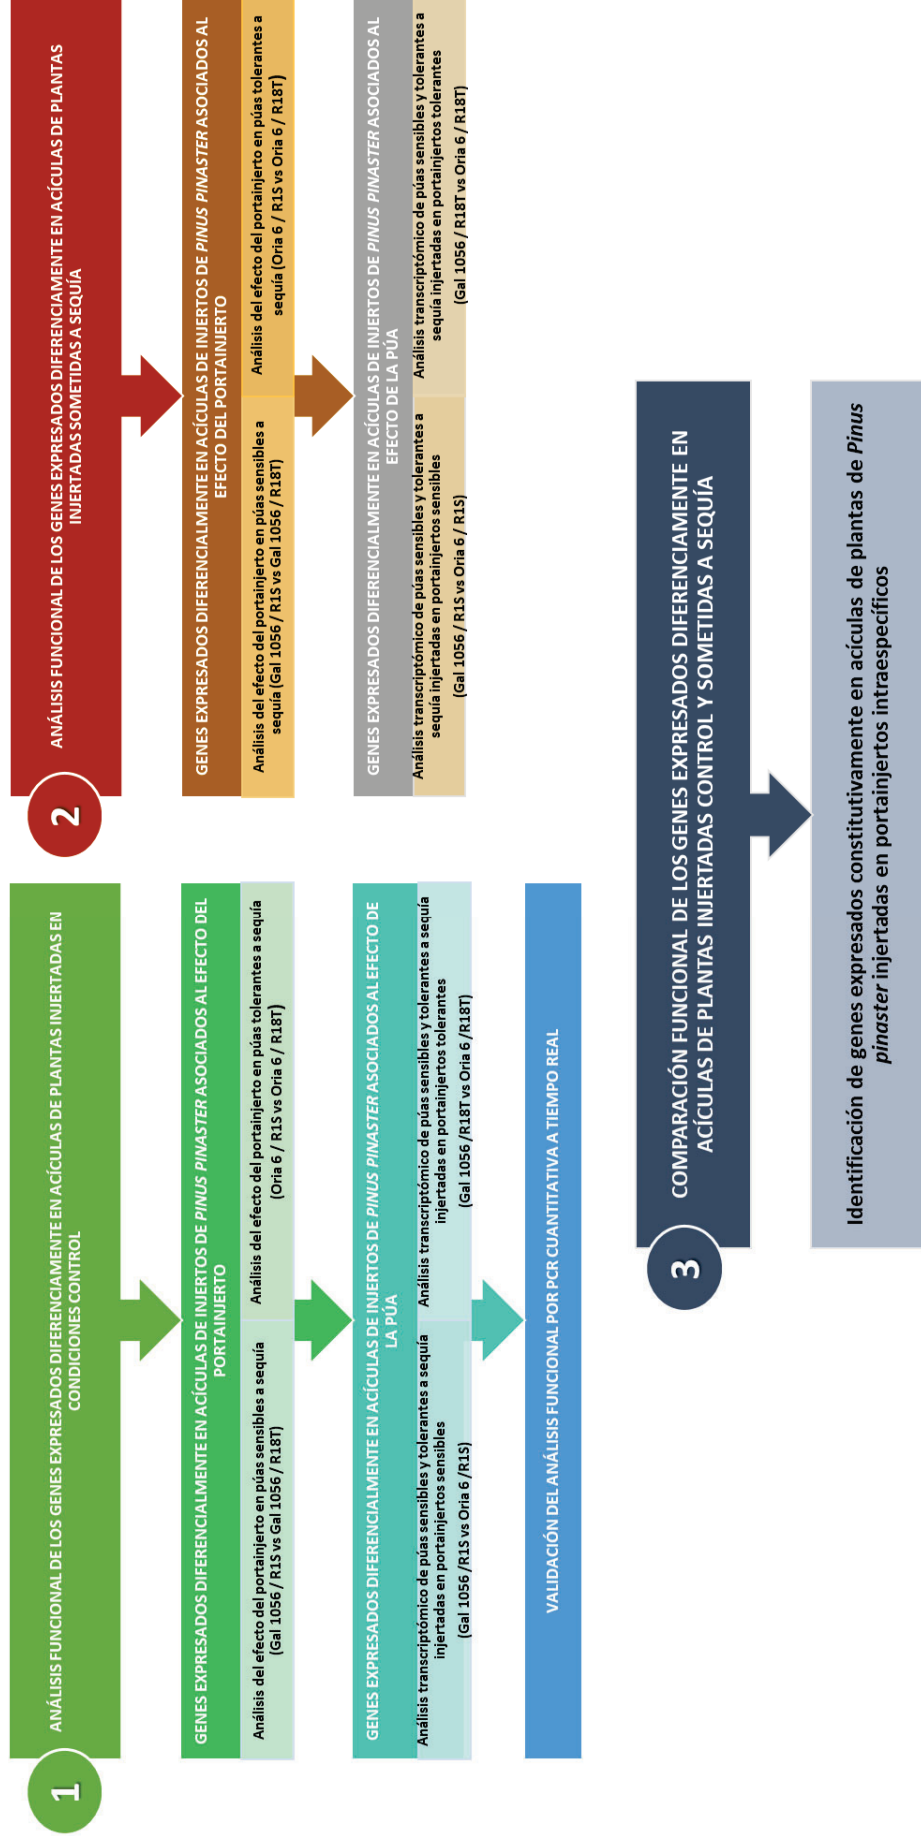 1
ANÁLISIS FUNCIONAL DE LOS GENES EXPRESADOS DIFERENCIAMENTE EN ACÍCULAS DE PLANTAS INJERTADAS EN
CONDICIONES CONTROL
GENES EXPRESADOS DIFERENCIALMENTE EN ACÍCULAS DE INJERTOS DE PINUS PINASTER ASOCIADOS AL EFECTO DEL
PORTAINJERTO
Análisis del efecto del portainjerto en púas sensibles a sequía
(Gal 1056 / R1S vs Gal 1056 / R18T)
Análisis del efecto del portainjerto en púas tolerantes a sequía
(Oria 6 / R1S vs Oria 6 / R18T)
GENES EXPRESADOS DIFERENCIALMENTE EN ACÍCULAS DE INJERTOS DE PINUS PINASTER ASOCIADOS AL EFECTO DE
LA PÚA
Análisis transcriptómico de púas sensibles y tolerantes a sequía
injertadas en portainjertos sensibles
(Gal 1056 /R1S vs Oria 6 /R1S)
Análisis transcriptómico de púas sensibles y tolerantes a sequía
injertadas en portainjertos tolerantes
(Gal 1056 /R18T vs Oria 6 /R18T)
VALIDACIÓN DEL ANÁLISIS FUNCIONAL POR PCR CUANTITATIVA A TIEMPO REAL
2
ANÁLISIS FUNCIONAL DE LOS GENES EXPRESADOS DIFERENCIAMENTE EN ACÍCULAS DE PLANTAS
INJERTADAS SOMETIDAS A SEQUÍA
GENES EXPRESADOS DIFERENCIALMENTE EN ACÍCULAS DE INJERTOS DE PINUS PINASTER ASOCIADOS AL
EFECTO DEL PORTAINJERTO
Análisis del efecto del portainjerto en púas sensibles a
sequía (Gal 1056 / R1S vs Gal 1056 / R18T)
Análisis del efecto del portainjerto en púas tolerantes a
sequía (Oria 6 / R1S vs Oria 6 / R18T)
GENES EXPRESADOS DIFERENCIALMENTE EN ACÍCULAS DE INJERTOS DE PINUS PINASTER ASOCIADOS AL
EFECTO DE LA PÚA
Análisis transcriptómico de púas sensibles y tolerantes a
sequía injertadas en portainjertos sensibles
(Gal 1056 / R1S vs Oria 6 / R1S)
Análisis transcriptómico de púas sensibles y tolerantes a
sequía injertadas en portainjertos tolerantes
(Gal 1056 / R18T vs Oria 6 / R18T)
3
COMPARACIÓN FUNCIONAL DE LOS GENES EXPRESADOS DIFERENCIAMENTE EN
ACÍCULAS DE PLANTAS INJERTADAS CONTROL Y SOMETIDAS A SEQUÍA
Identificación de genes expresados constitutivamente en acículas de plantas de Pinus
pinaster injertadas en portainjertos intraespecíficos